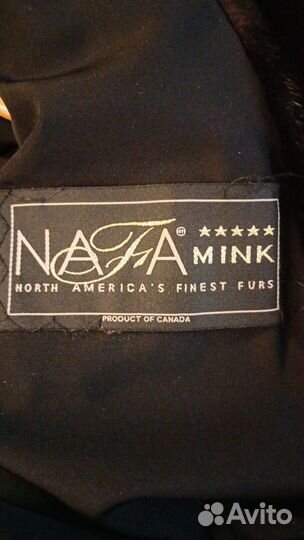 NAFA® ★★★★★
MINK
NORTH AMERICA'S FINEST FURS
PRODUCT OF CANADA
Avito